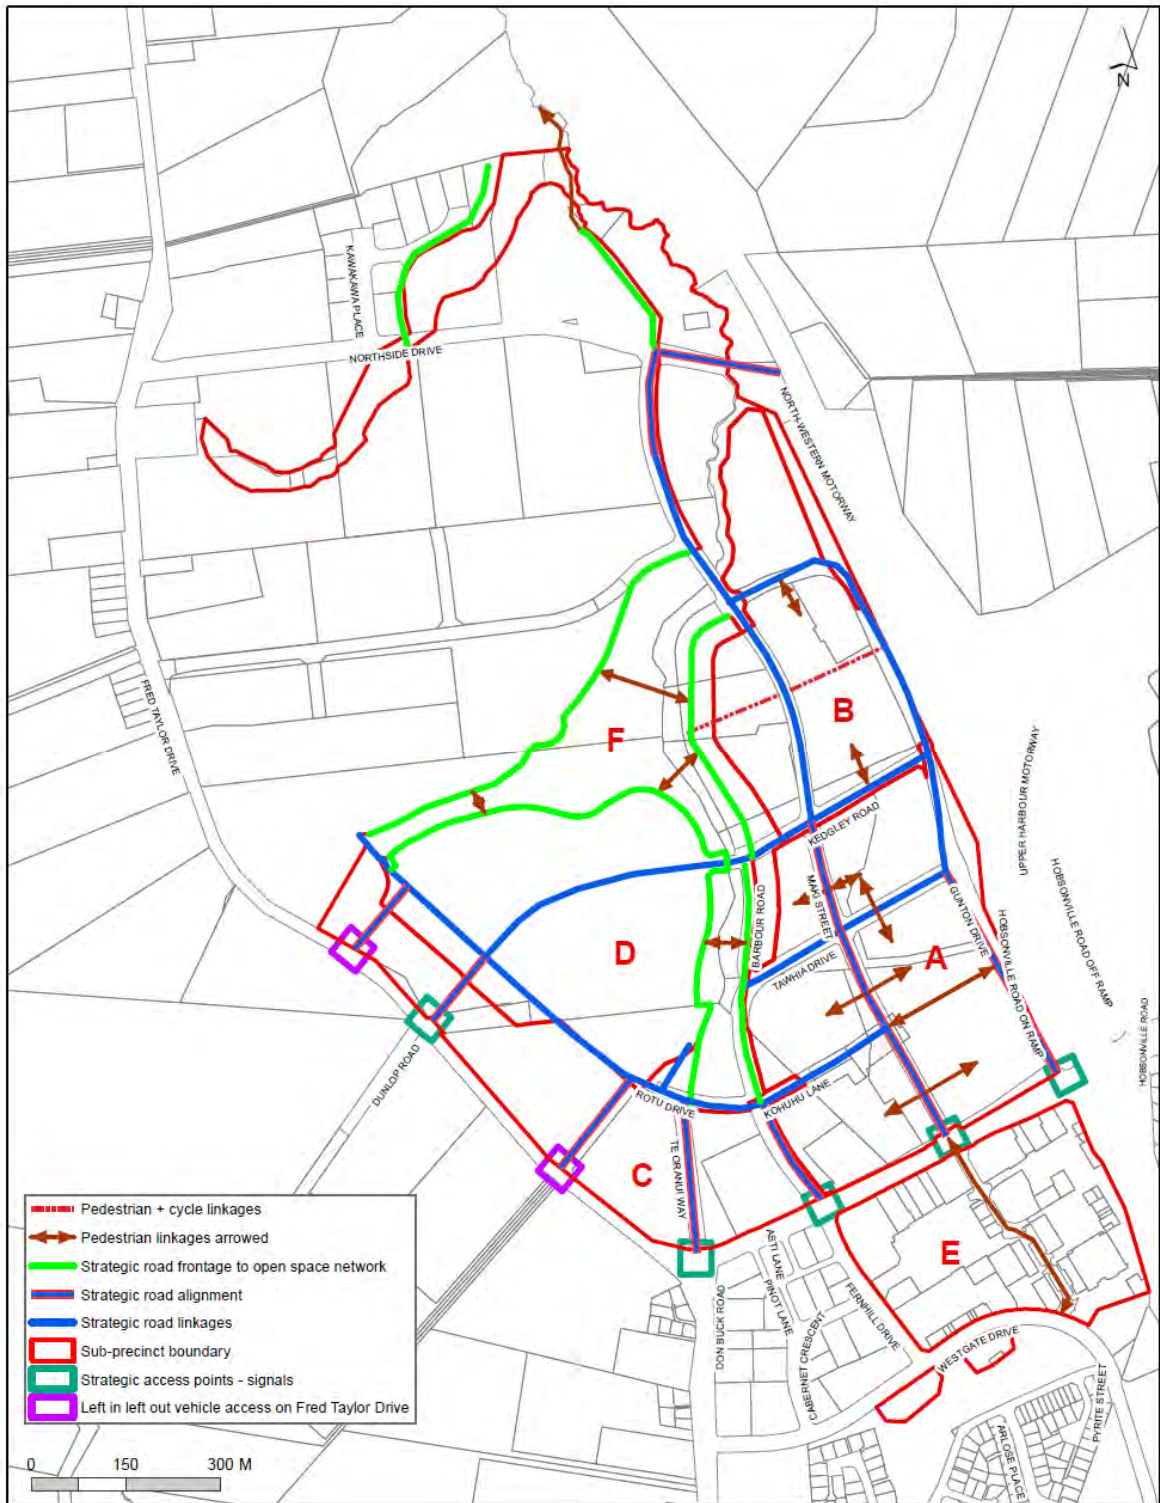 N
KAWAKAWA PLACE
NORTHSIDE DRIVE
NORTH-WESTERN MOTORWAY
FRED TAYLOR DRIVE
B
F
UPPER HARBOUR MOTORWAY
KEDGLEY ROAD
HOBSONVILLE ROAD OFF RAMP
MAKI STREET
GUNTON DRIVE
BARBOUR ROAD
HOBSONVILLE ROAD ON RAMP
D
A
TAWHIA DRIVE
HOBSONVILLE ROAD
DUNLOP ROAD
ROTU DRIVE
KOHUHU LANE
TE ORANUI WAY
C
E
ASTI LANE
PINOT LANE
DON BUCK ROAD
CABERNET CRESCENT
FERNHILL DRIVE
WESTGATE DRIVE
PYRITE STREET
ARLOSE PLACE
Pedestrian + cycle linkages
Pedestrian linkages arrowed
Strategic road frontage to open space network
Strategic road alignment
Strategic road linkages
Sub-precinct boundary
Strategic access points - signals
Left in left out vehicle access on Fred Taylor Drive
0 150 300 M